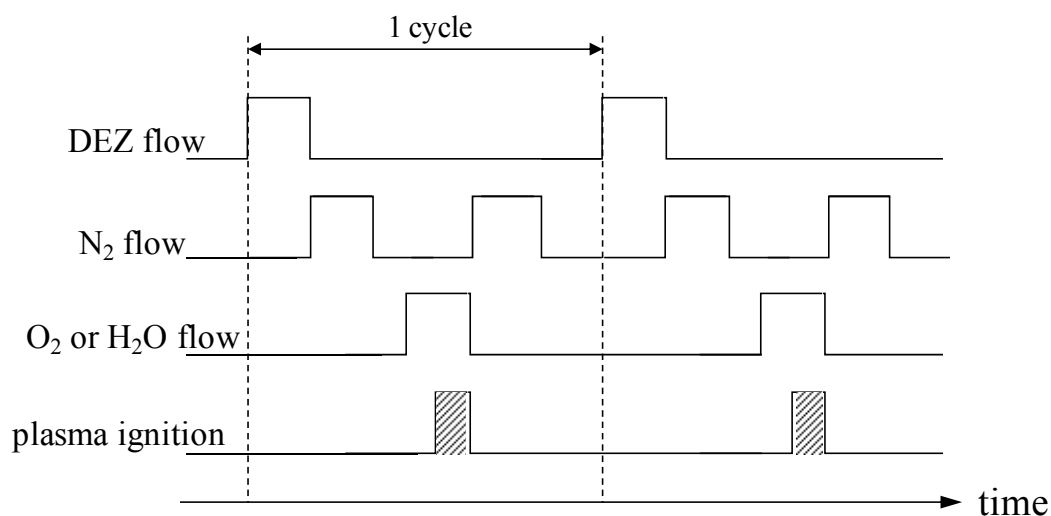 1 cycle
DEZ flow
N₂ flow
O₂ or H₂O flow
plasma ignition
time